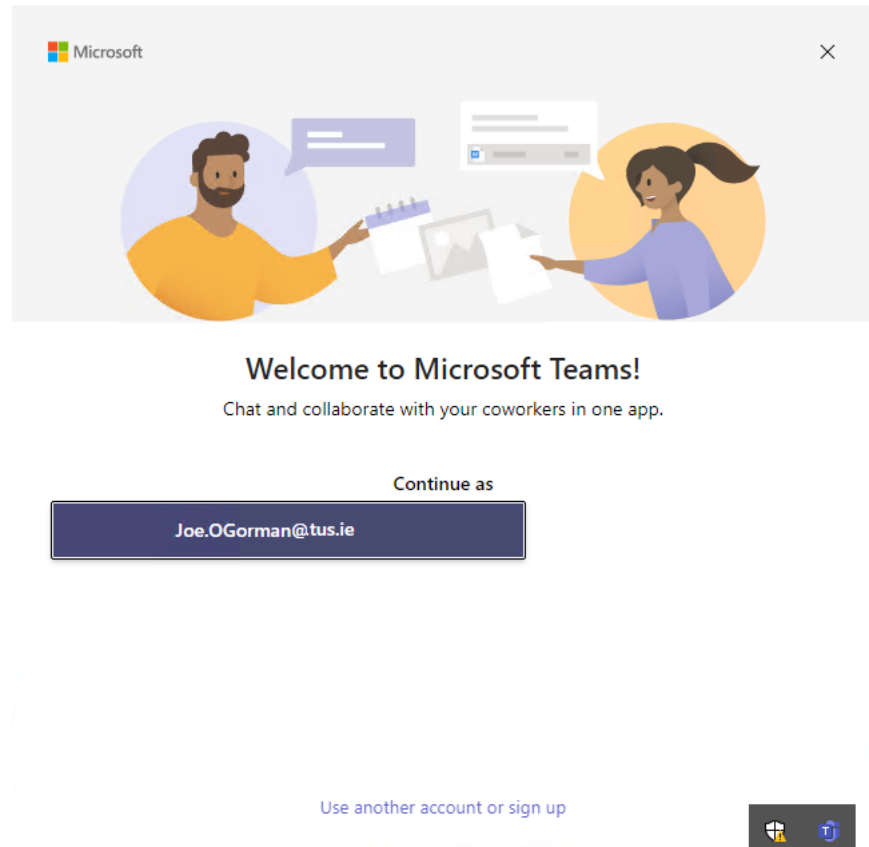 Microsoft
Welcome to Microsoft Teams!
Chat and collaborate with your coworkers in one app.
Continue as
Joe.OGorman@tus.ie
Use another account or sign up